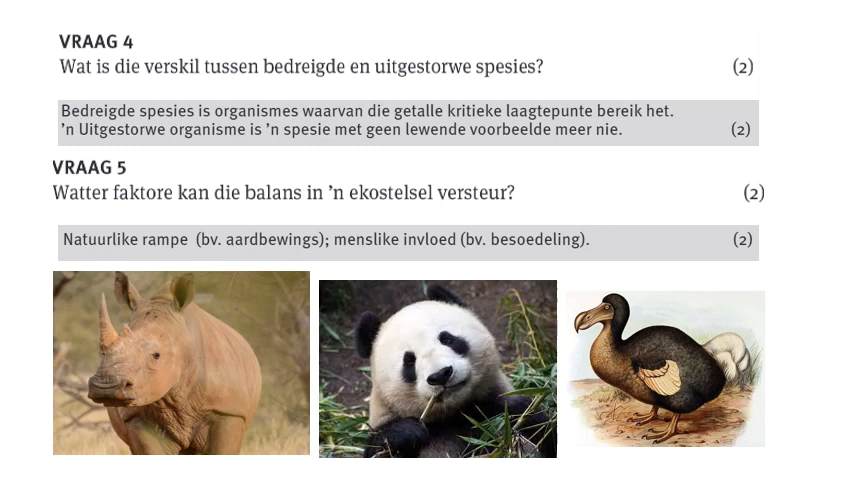 VRAAG 4
Wat is die verskil tussen bedreigde en uitgestorwe spesies? (2)
Bedreigde spesies is organismes waarvan die getalle kritieke laagtepunte bereik het.
’n Uitgestorwe organisme is ’n spesie met geen lewende voorbeelde meer nie. (2)
VRAAG 5
Watter faktore kan die balans in ’n ekostelsel versteur? (2)
Natuurlike rampe (bv. aardbewings); menslike invloed (bv. besoedeling). (2)